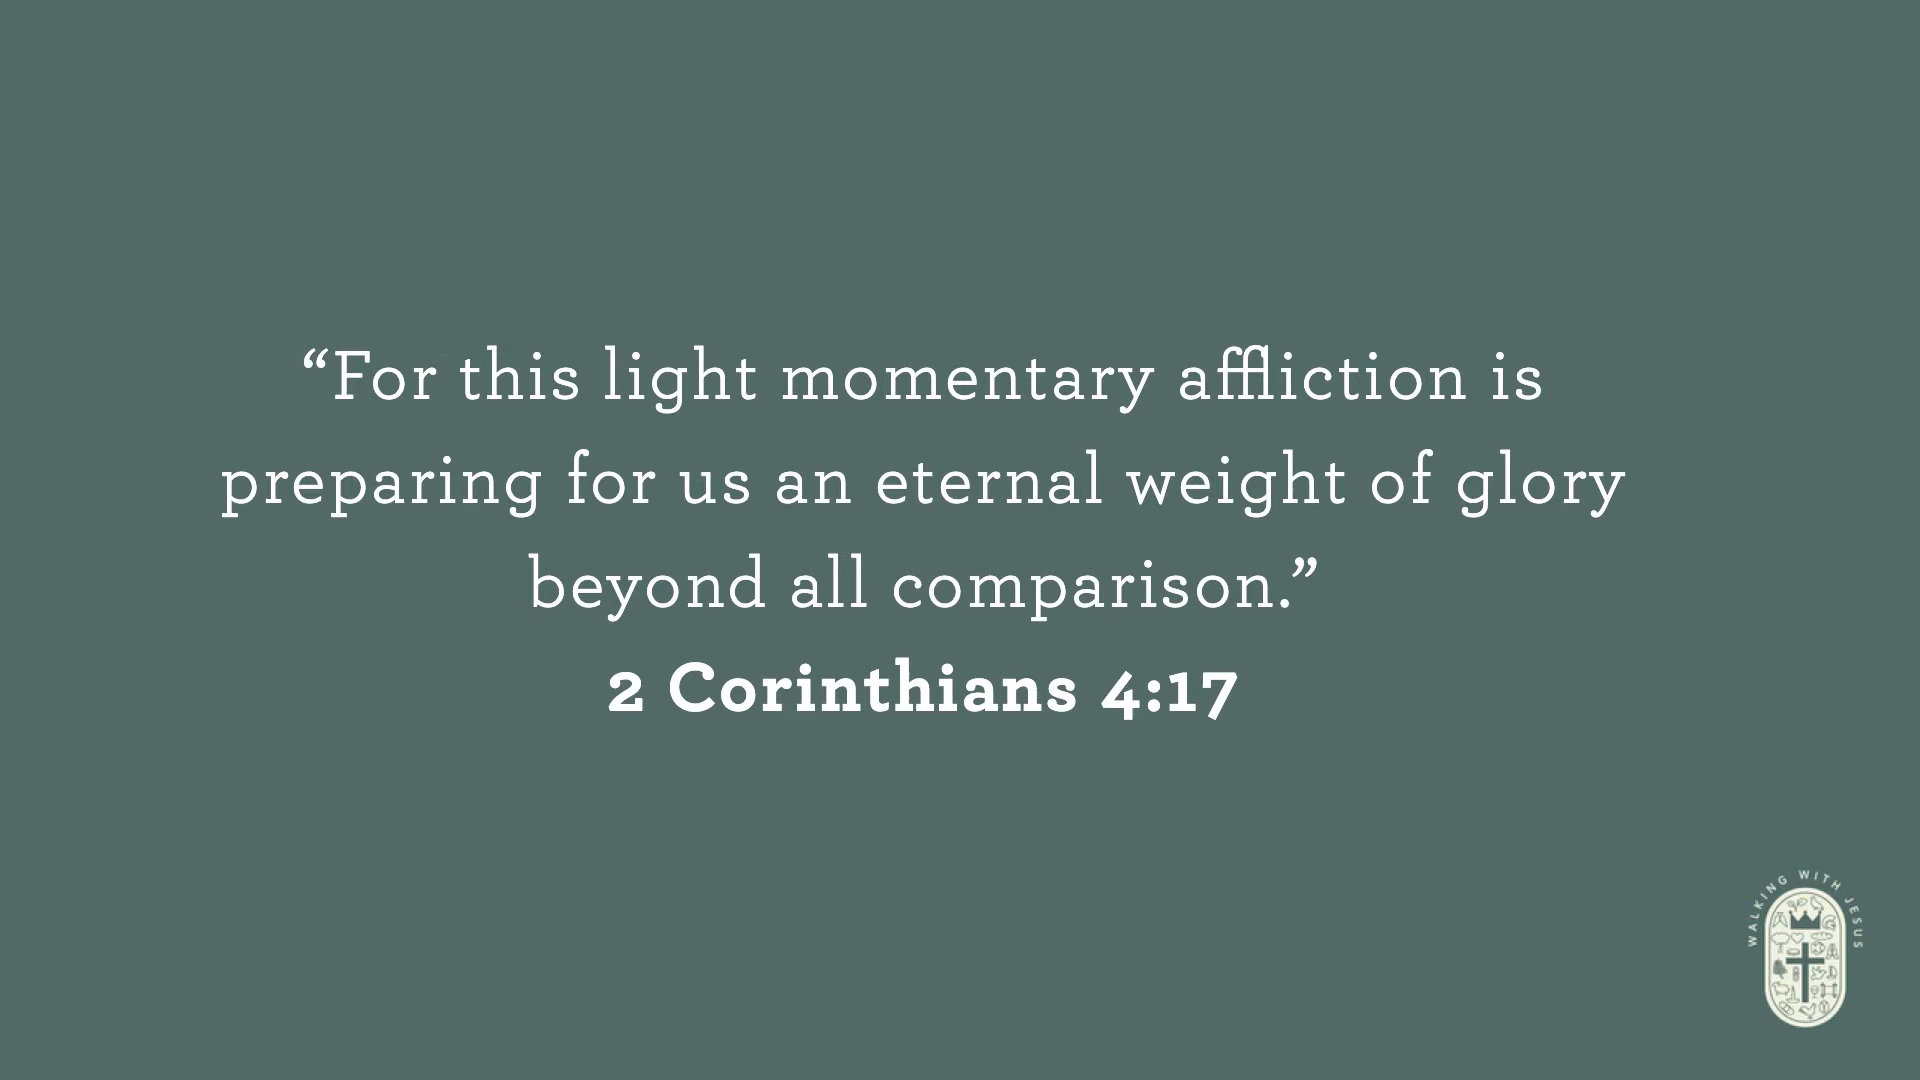 “For this light momentary affliction is
preparing for us an eternal weight of glory
beyond all comparison.”
2 Corinthians 4:17
WALKING WITH JESUS